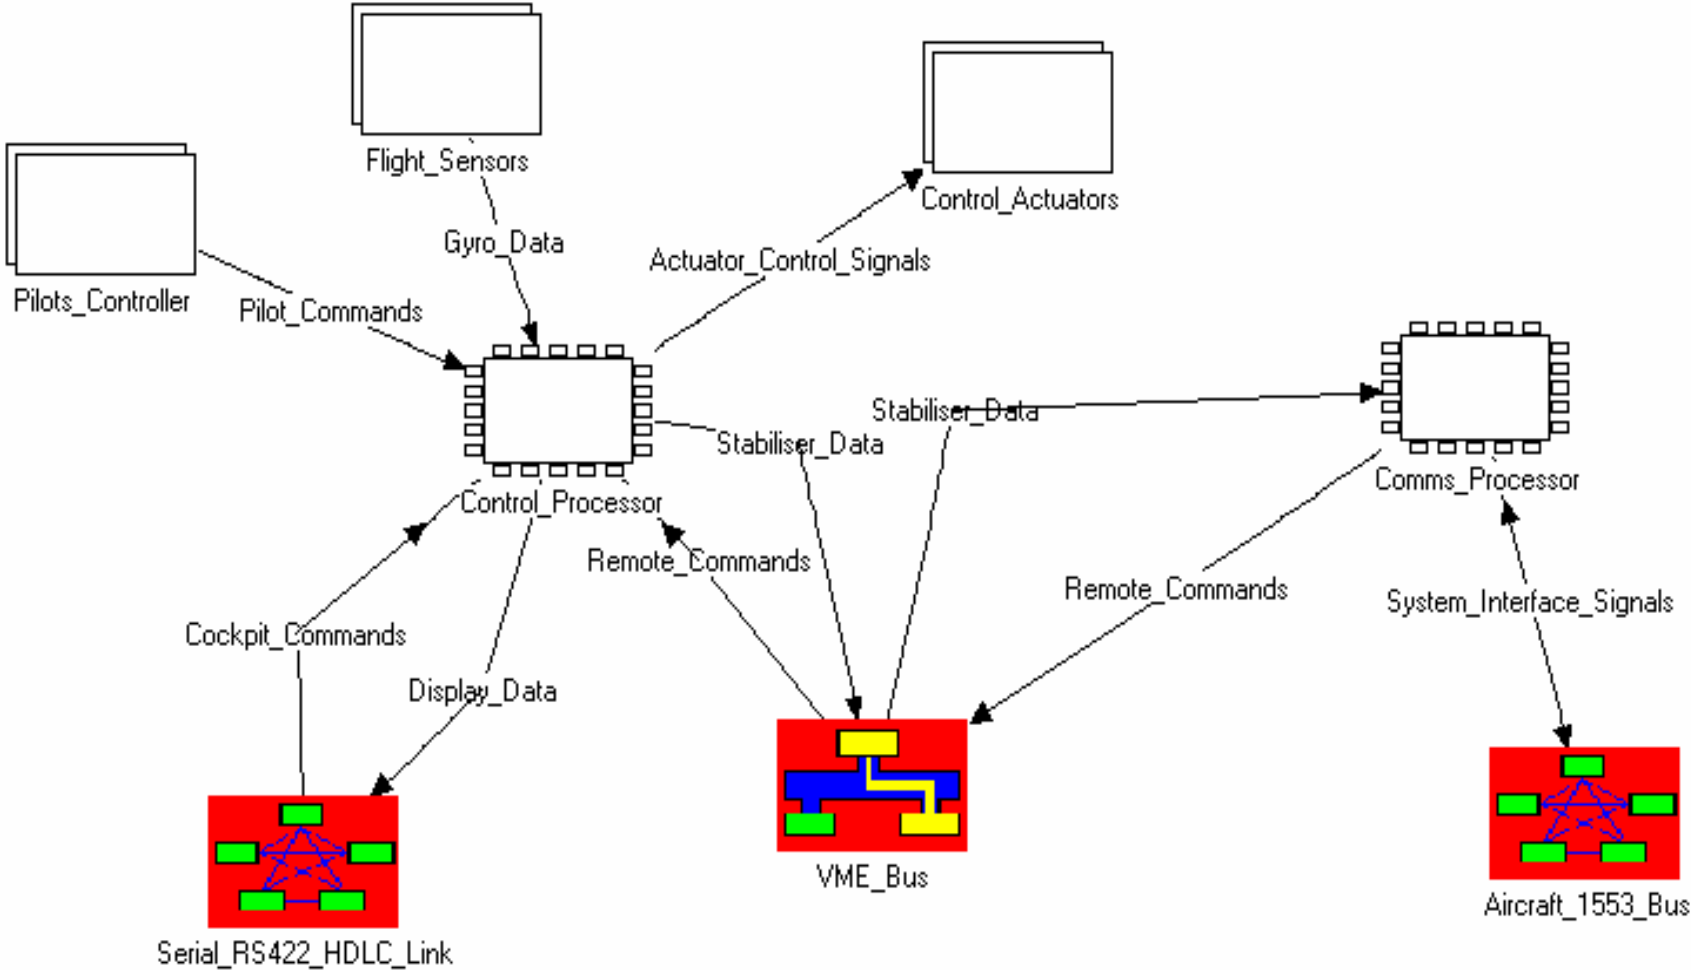 Flight_Sensors
Control_Actuators
Gyro_Data
Actuator_Control_Signals
Pilots_Controller
Pilot_Commands
Stabiliser_Data
Stabiliser_Data
Comms_Processor
Control_Processor
Remote_Commands
Remote_Commands
System_Interface_Signals
Cockpit_Commands
Display_Data
VME_Bus
Aircraft_1553_Bus
Serial_RS422_HDLC_Link